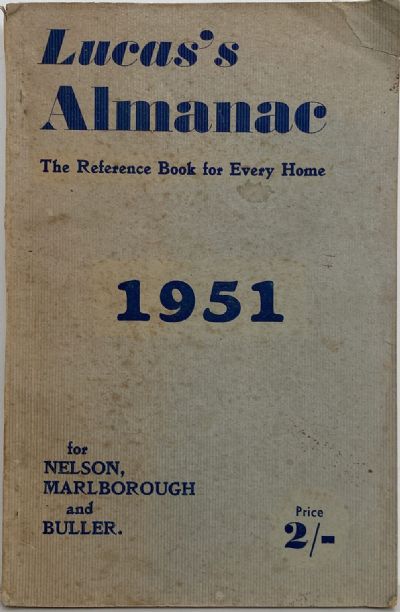 Lucas's
Almanac
The Reference Book for Every Home
1951
for
NELSON,
MARLBOROUGH
and
BULLER.
Price
2/-